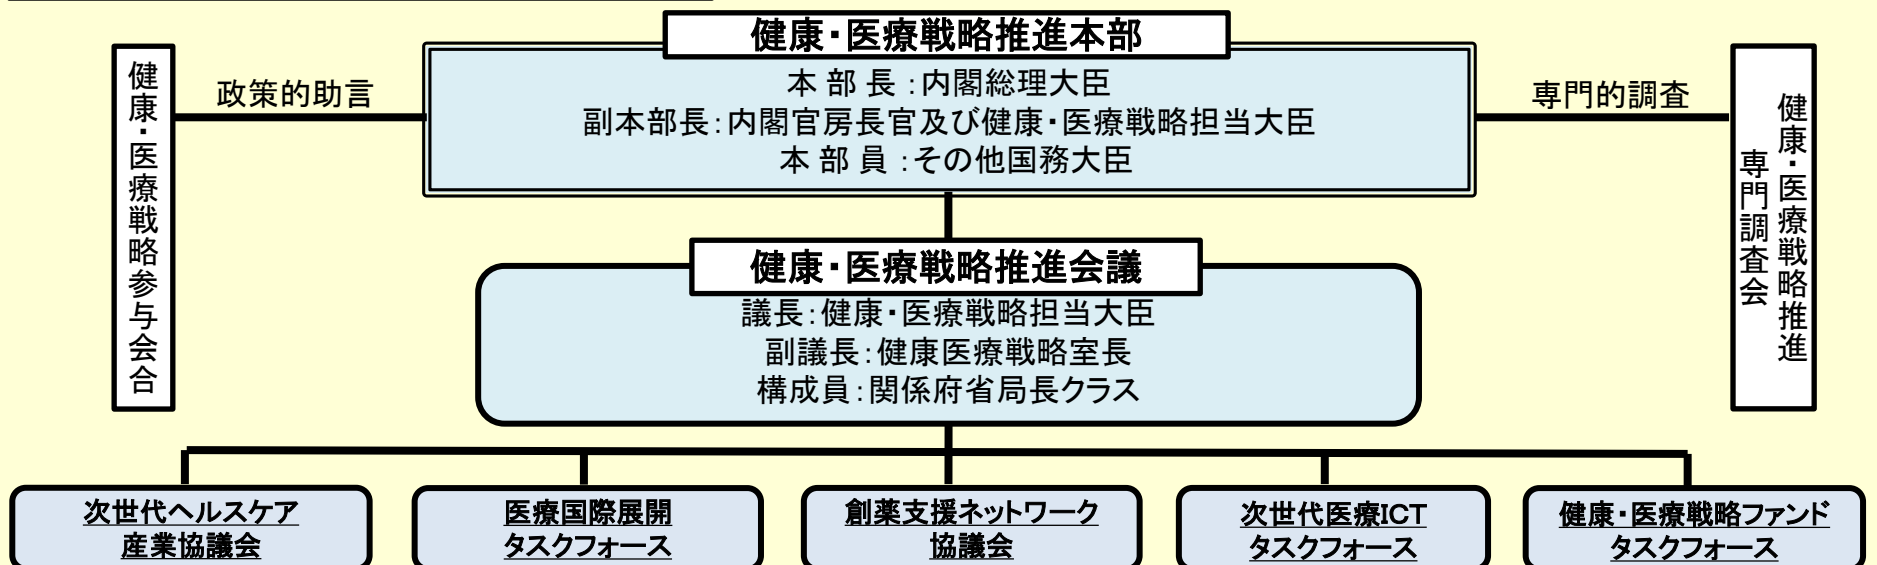 健康・医療戦略推進本部
本部長：内閣総理大臣
副本部長：内閣官房長官及び健康・医療戦略担当大臣
本部員：その他国務大臣
健康・医療戦略参与会合
政策的助言
専門的調査
健康・医療戦略推進
専門調査会
健康・医療戦略推進会議
議長：健康・医療戦略担当大臣
副議長：健康医療戦略室長
構成員：関係府省局長クラス
次世代ヘルスケア
産業協議会
医療国際展開
タスクフォース
創薬支援ネットワーク
協議会
次世代医療ICT
タスクフォース
健康・医療戦略ファンド
タスクフォース